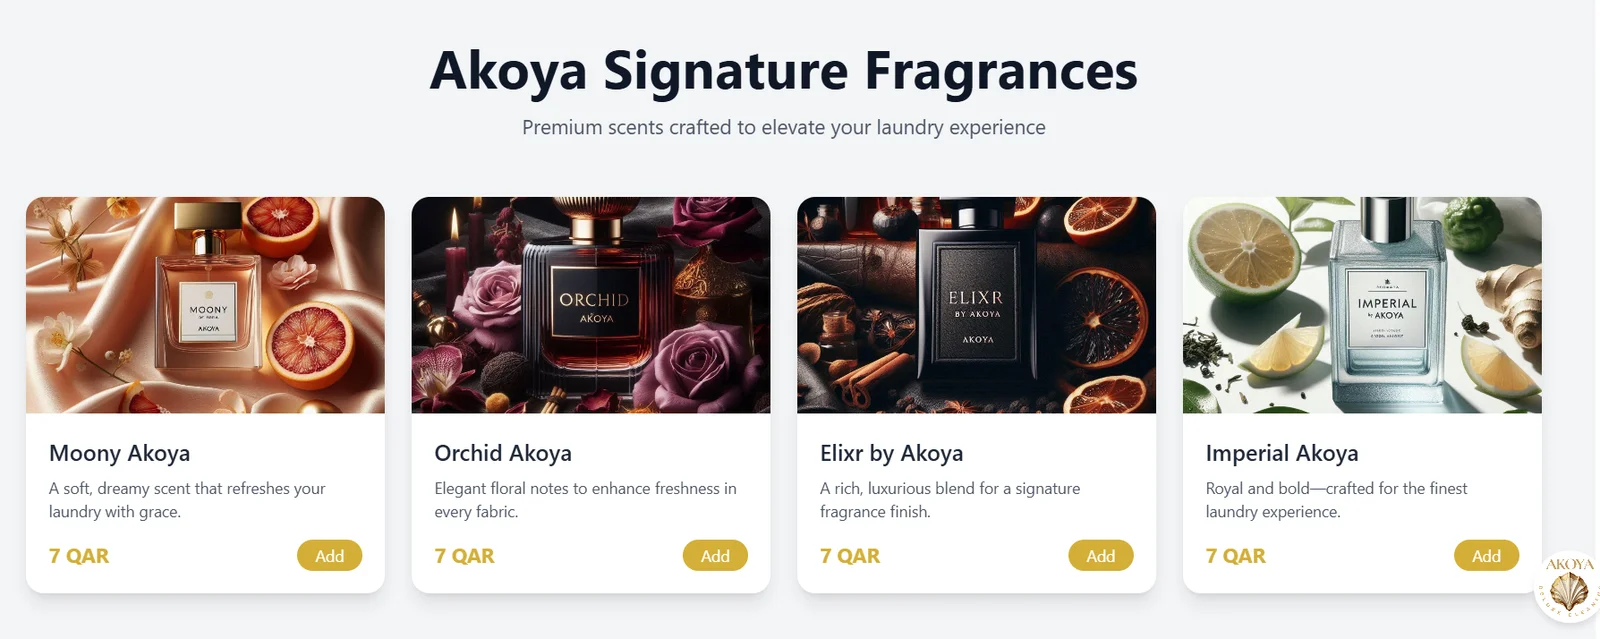 Akoya Signature Fragrances
Premium scents crafted to elevate your laundry experience
MOONY
AKOYA
ORCHID
AKOYA
ELIXR
BY AKOYA
AKOYA
IMPERIAL
by AKOYA
Moony Akoya
A soft, dreamy scent that refreshes your
laundry with grace.
7 QAR
Add
Orchid Akoya
Elegant floral notes to enhance freshness in
every fabric.
7 QAR
Add
Elixr by Akoya
A rich, luxurious blend for a signature
fragrance finish.
7 QAR
Add
Imperial Akoya
Royal and bold—crafted for the finest
laundry experience.
7 QAR
Add
AKOYA